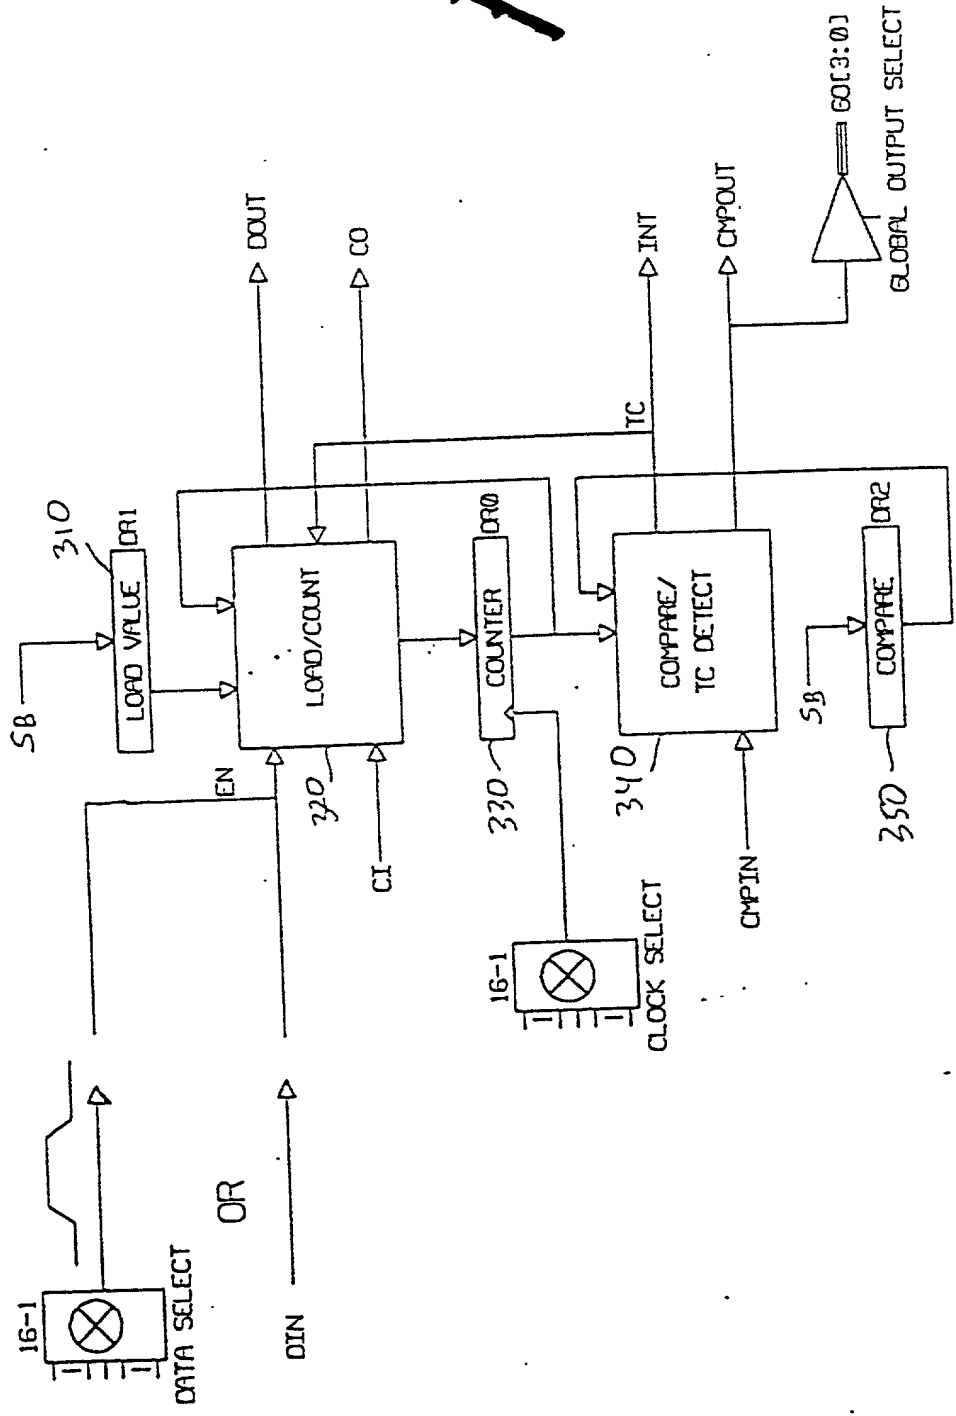 16-1
DATA SELECT
OR
DIN
SB
310
LOAD VALUE
DR1
EN
320
LOAD/COUNT
DOUT
CI
CO
330
COUNTER
DR0
16-1
CLOCK SELECT
TC
340
COMPARE/
TC DETECT
INT
CMPIN
CMPOUT
SB
350
COMPARE
DR2
GO[3:0]
GLOBAL OUTPUT SELECT